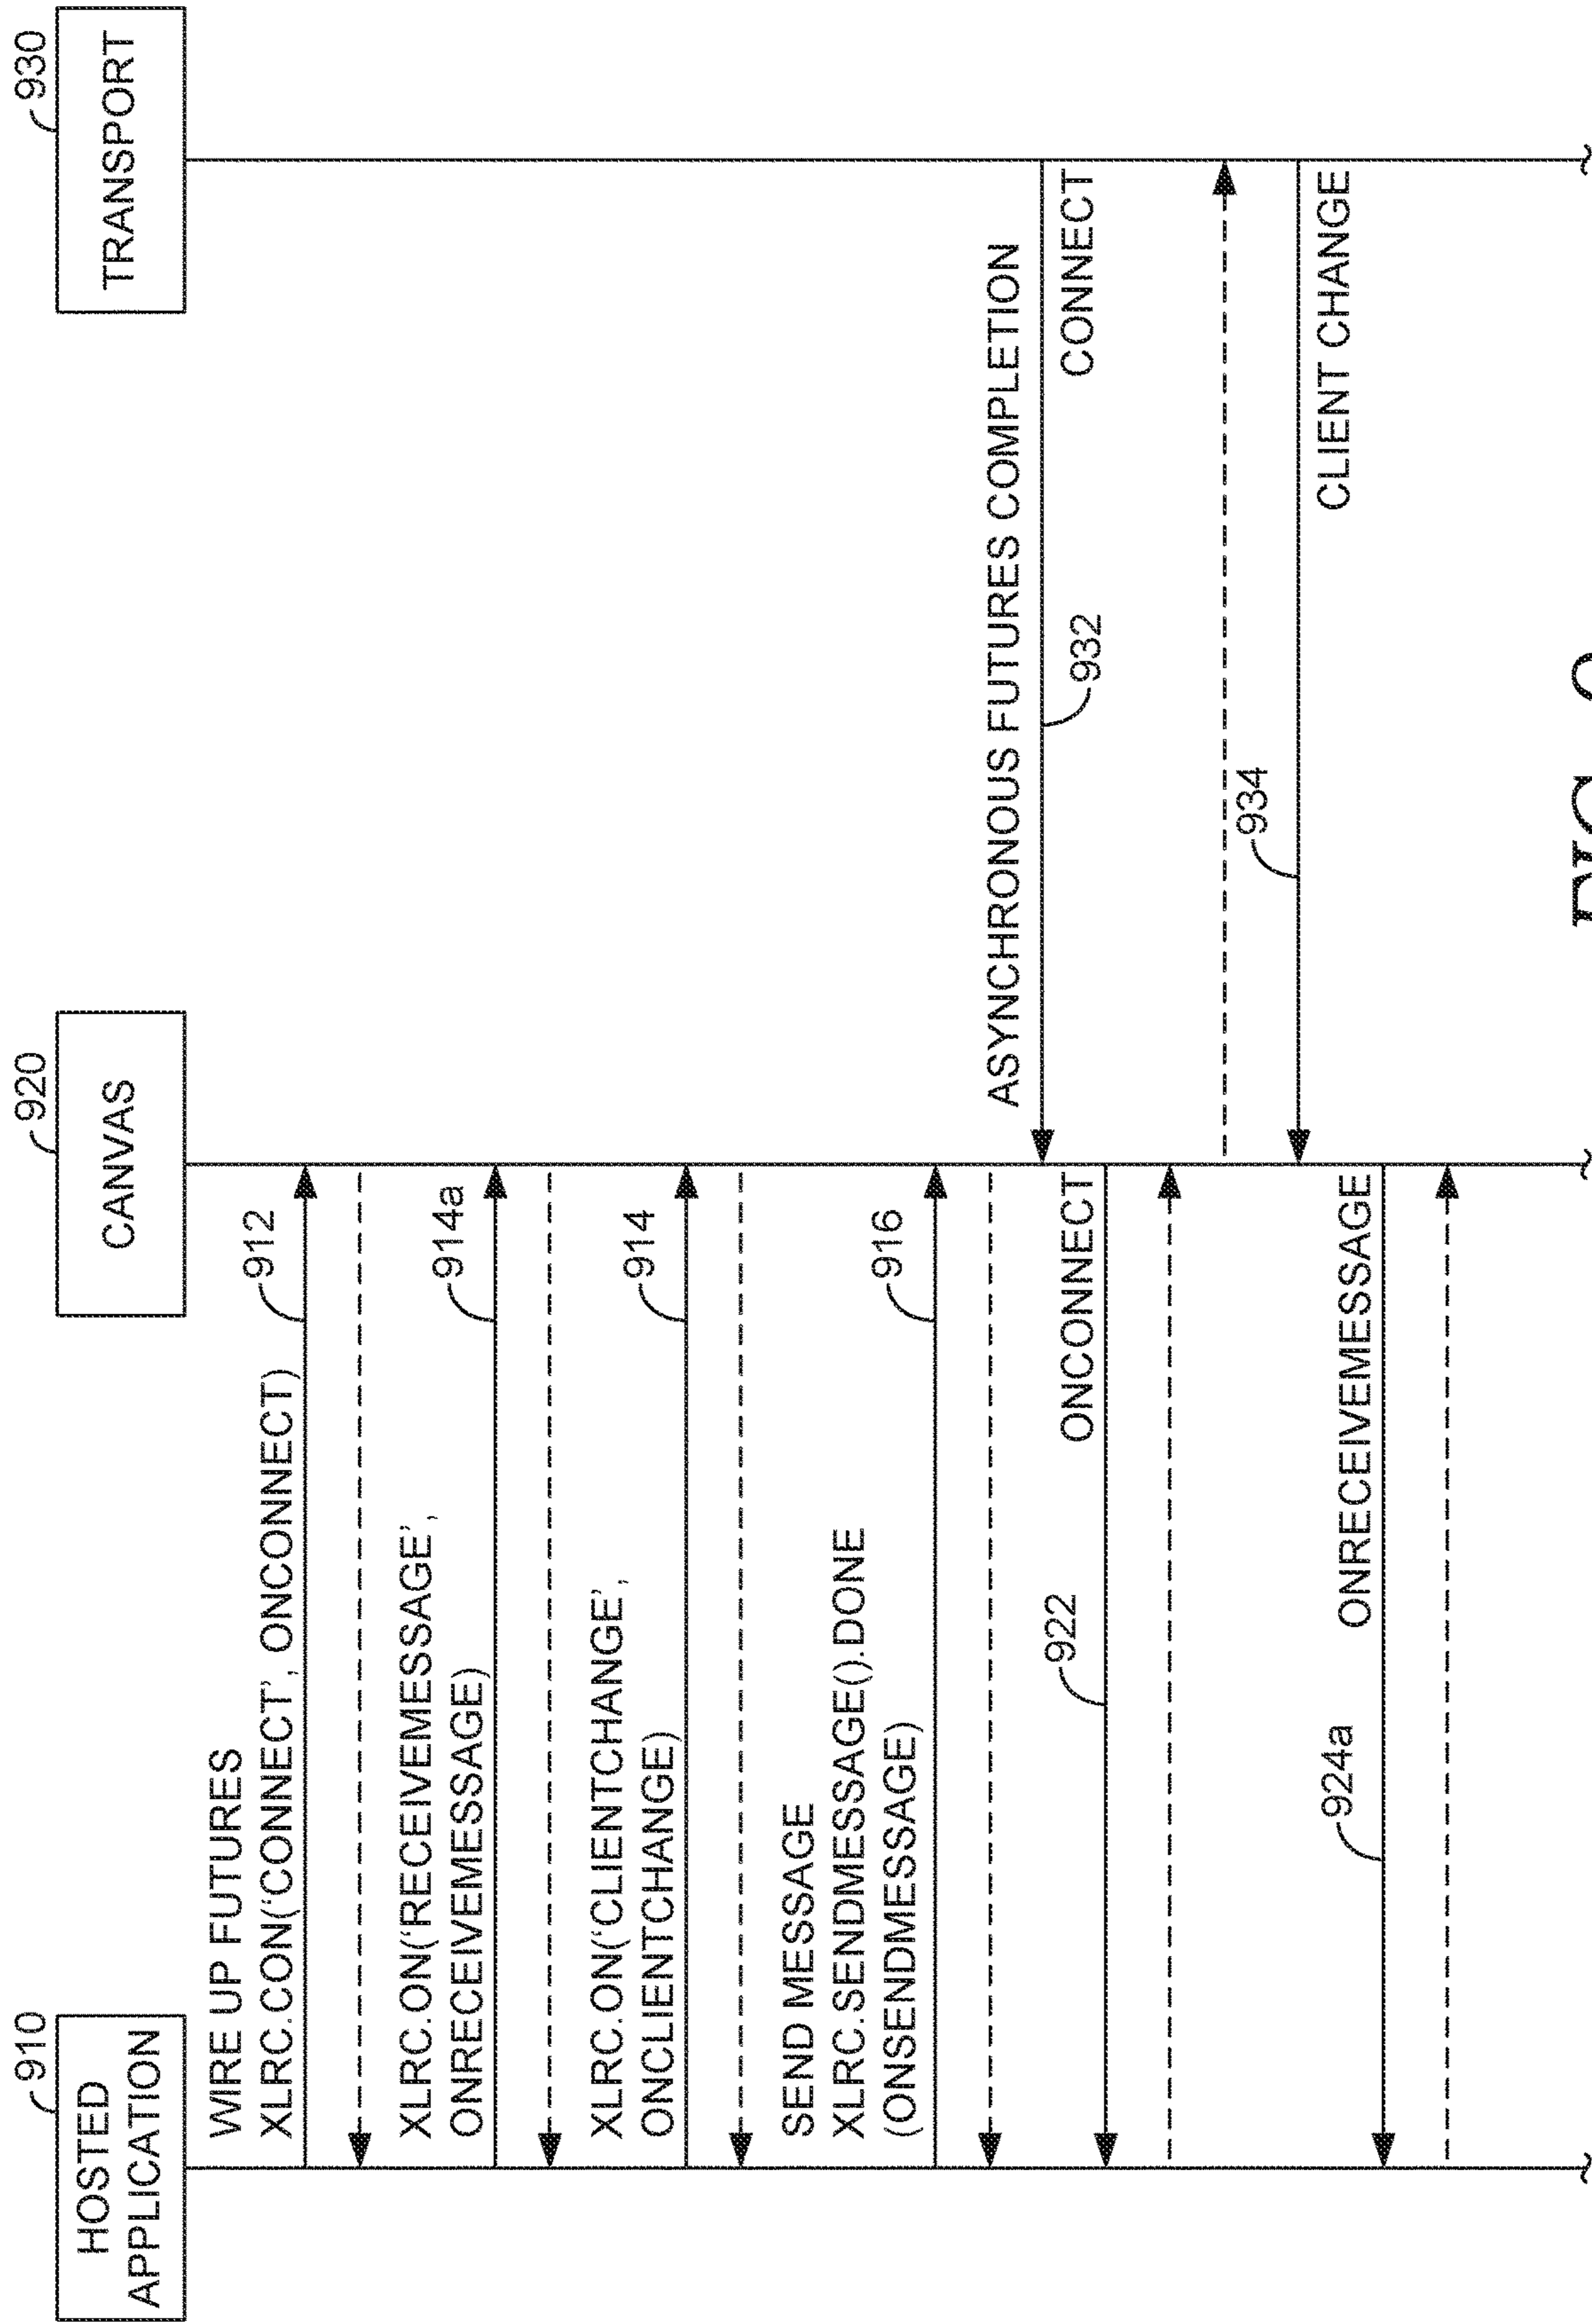 910
HOSTED
APPLICATION
920
CANVAS
930
TRANSPORT
WIRE UP FUTURES
XLRC.CON('CONNECT', ONCONNECT)
912
XLRC.ON('RECEIVEMESSAGE',
ONRECEIVEMESSAGE)
914a
XLRC.ON('CLIENTCHANGE',
ONCLIENTCHANGE)
914
SEND MESSAGE
XLRC.SENDMESSAGE().DONE
(ONSENDMESSAGE)
916
ASYNCHRONOUS FUTURES COMPLETION
932
CONNECT
922
ONCONNECT
934
CLIENT CHANGE
924a
ONRECEIVEMESSAGE